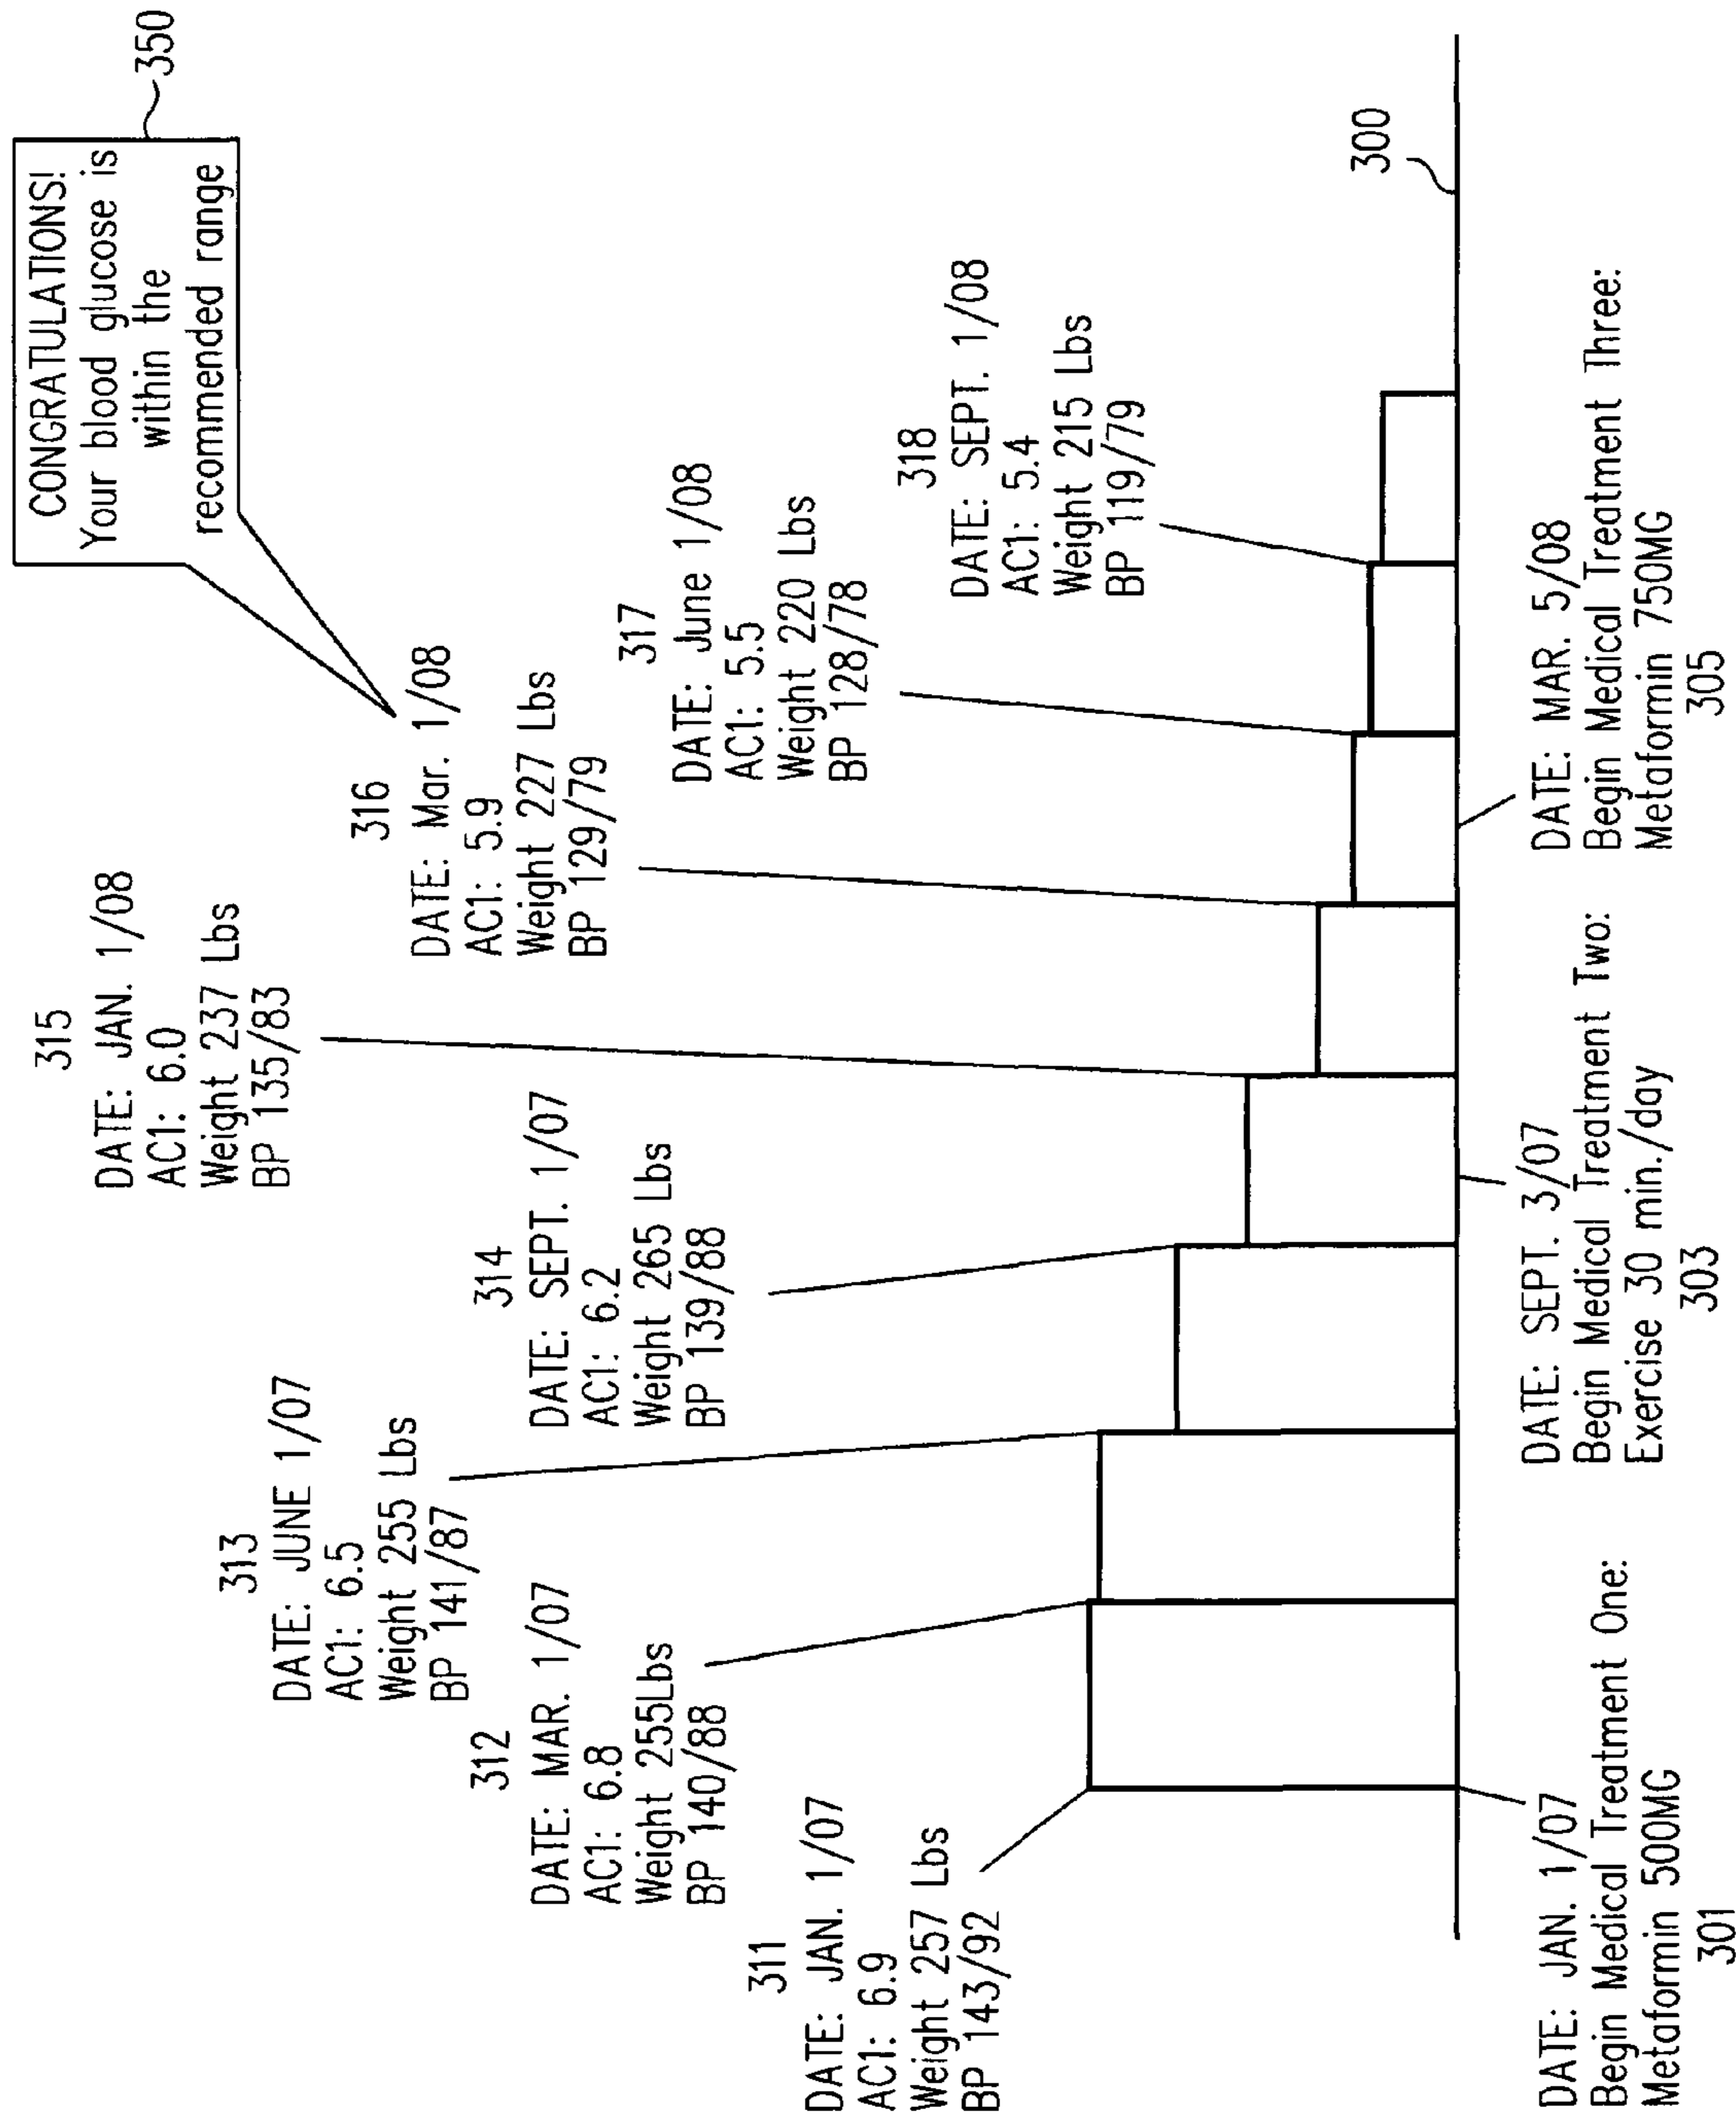 CONGRATULATIONS!
Your blood glucose is
within the
recommended range
350
315
DATE: JAN. 1/08
AC1: 6.0
Weight 237 Lbs
BP 135/83
313
DATE: JUNE 1/07
AC1: 6.5
Weight 255 Lbs
BP 141/87
316
DATE: Mar. 1/08
AC1: 5.9
Weight 227 Lbs
BP 129/79
312
DATE: MAR. 1/07
AC1: 6.8
Weight 255Lbs
BP 140/88
314
DATE: SEPT. 1/07
AC1: 6.2
Weight 265 Lbs
BP 139/88
317
DATE: June 1/08
AC1: 5.5
Weight 220 Lbs
BP 128/78
311
DATE: JAN. 1/07
AC1: 6.9
Weight 257 Lbs
BP 143/92
318
DATE: SEPT. 1/08
AC1: 5.4
Weight 215 Lbs
BP 119/79
300
DATE: JAN. 1/07
Begin Medical Treatment One:
Metaformin 500MG
301
DATE: SEPT. 3/07
Begin Medical Treatment Two:
Exercise 30 min./day
303
DATE: MAR. 5/08
Begin Medical Treatment Three:
Metaformin 750MG
305